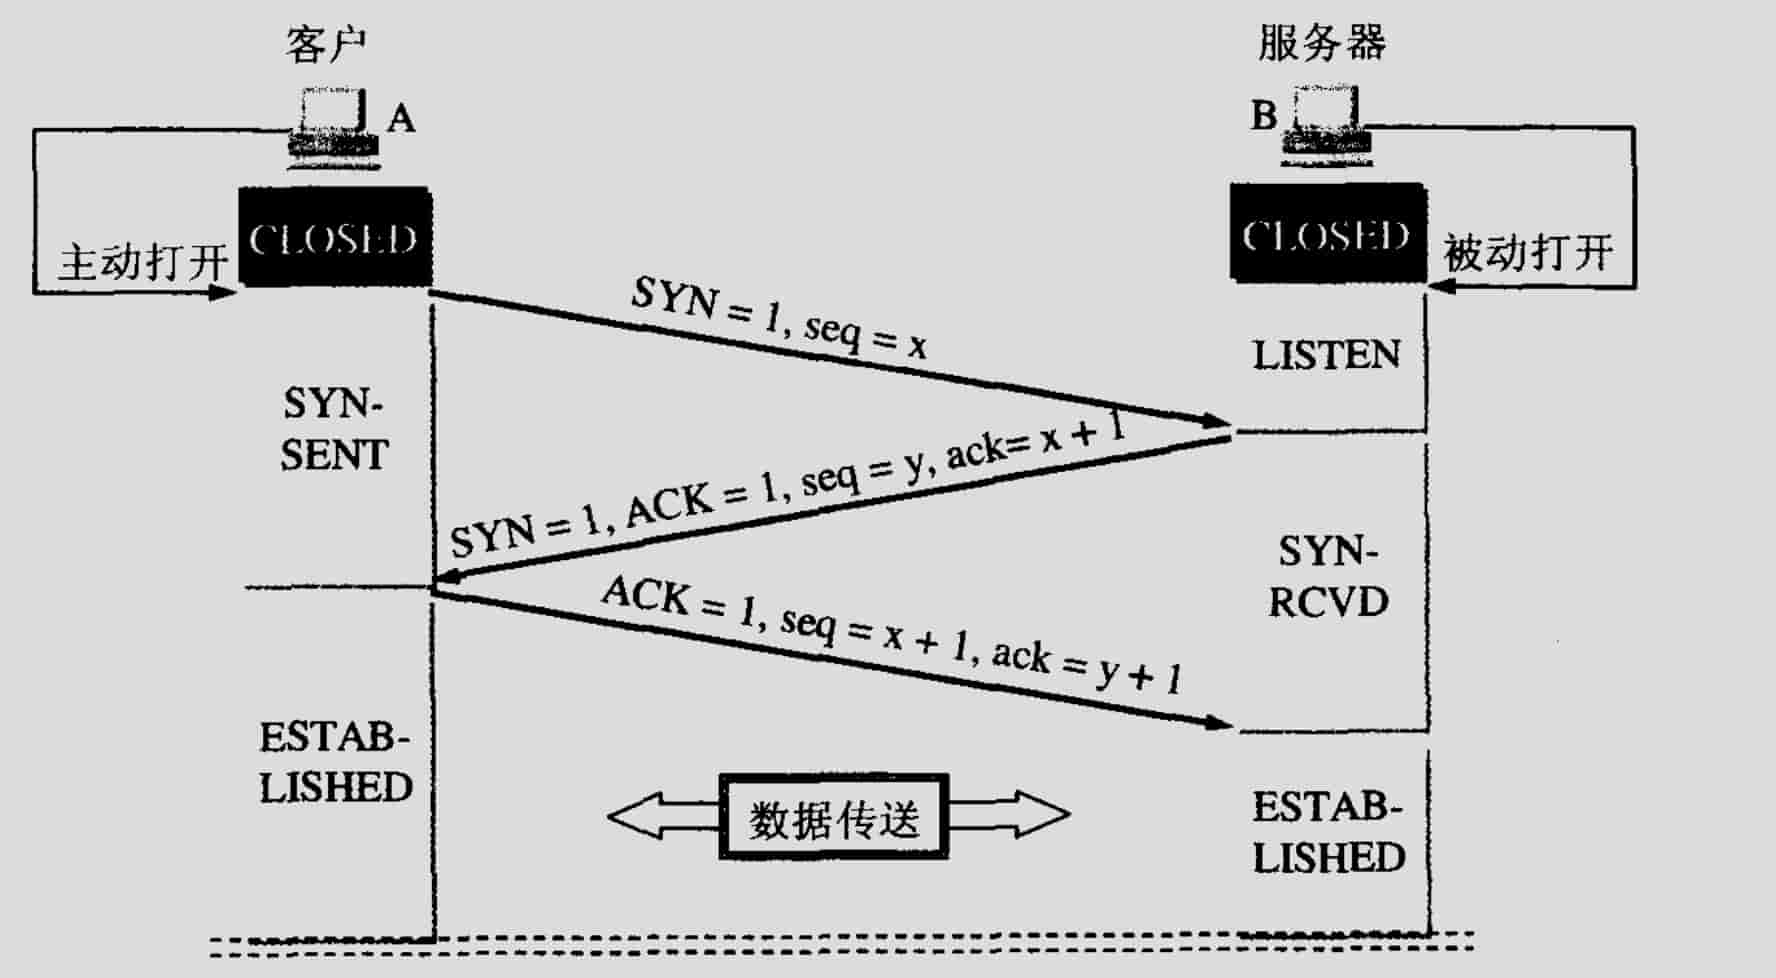 客户
服务器
A
B
CLOSED
CLOSED
主动打开
被动打开
SYN = 1, seq = x
LISTEN
SYN-
SENT
SYN = 1, ACK = 1, seq = y, ack= x + 1
SYN-
RCVD
ACK = 1, seq = x + 1, ack = y + 1
ESTAB-
LISHED
数据传送
ESTAB-
LISHED